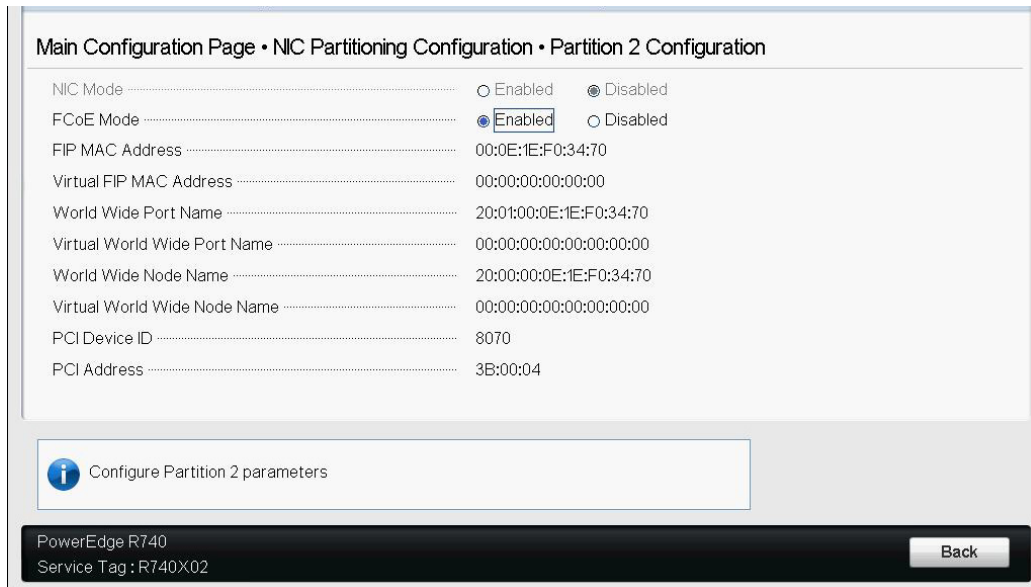 Main Configuration Page • NIC Partitioning Configuration • Partition 2 Configuration
NIC Mode Enabled Disabled
FCoE Mode Enabled Disabled
FIP MAC Address 00:0E:1E:F0:34:70
Virtual FIP MAC Address 00:00:00:00:00:00
World Wide Port Name 20:01:00:0E:1E:F0:34:70
Virtual World Wide Port Name 00:00:00:00:00:00:00:00
World Wide Node Name 20:00:00:0E:1E:F0:34:70
Virtual World Wide Node Name 00:00:00:00:00:00:00:00
PCI Device ID 8070
PCI Address 3B:00:04
Configure Partition 2 parameters
PowerEdge R740
Service Tag : R740X02
Back